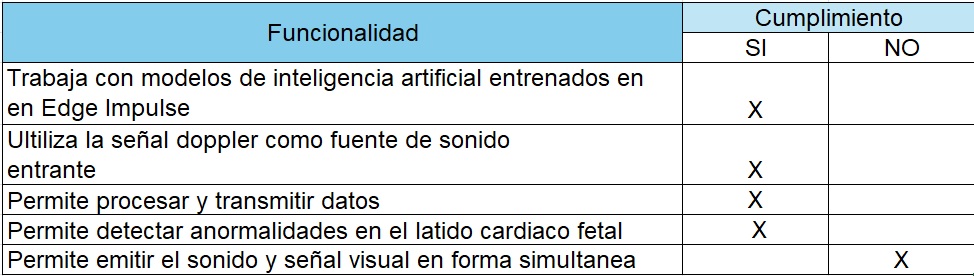 Funcionalidad
Cumplimiento
SI NO
Trabaja con modelos de inteligencia artificial entrenados en
en Edge Impulse X
Ultiliza la señal doppler como fuente de sonido
entrante X
Permite procesar y transmitir datos X
Permite detectar anormalidades en el latido cardiaco fetal X
Permite emitir el sonido y señal visual en forma simultanea X